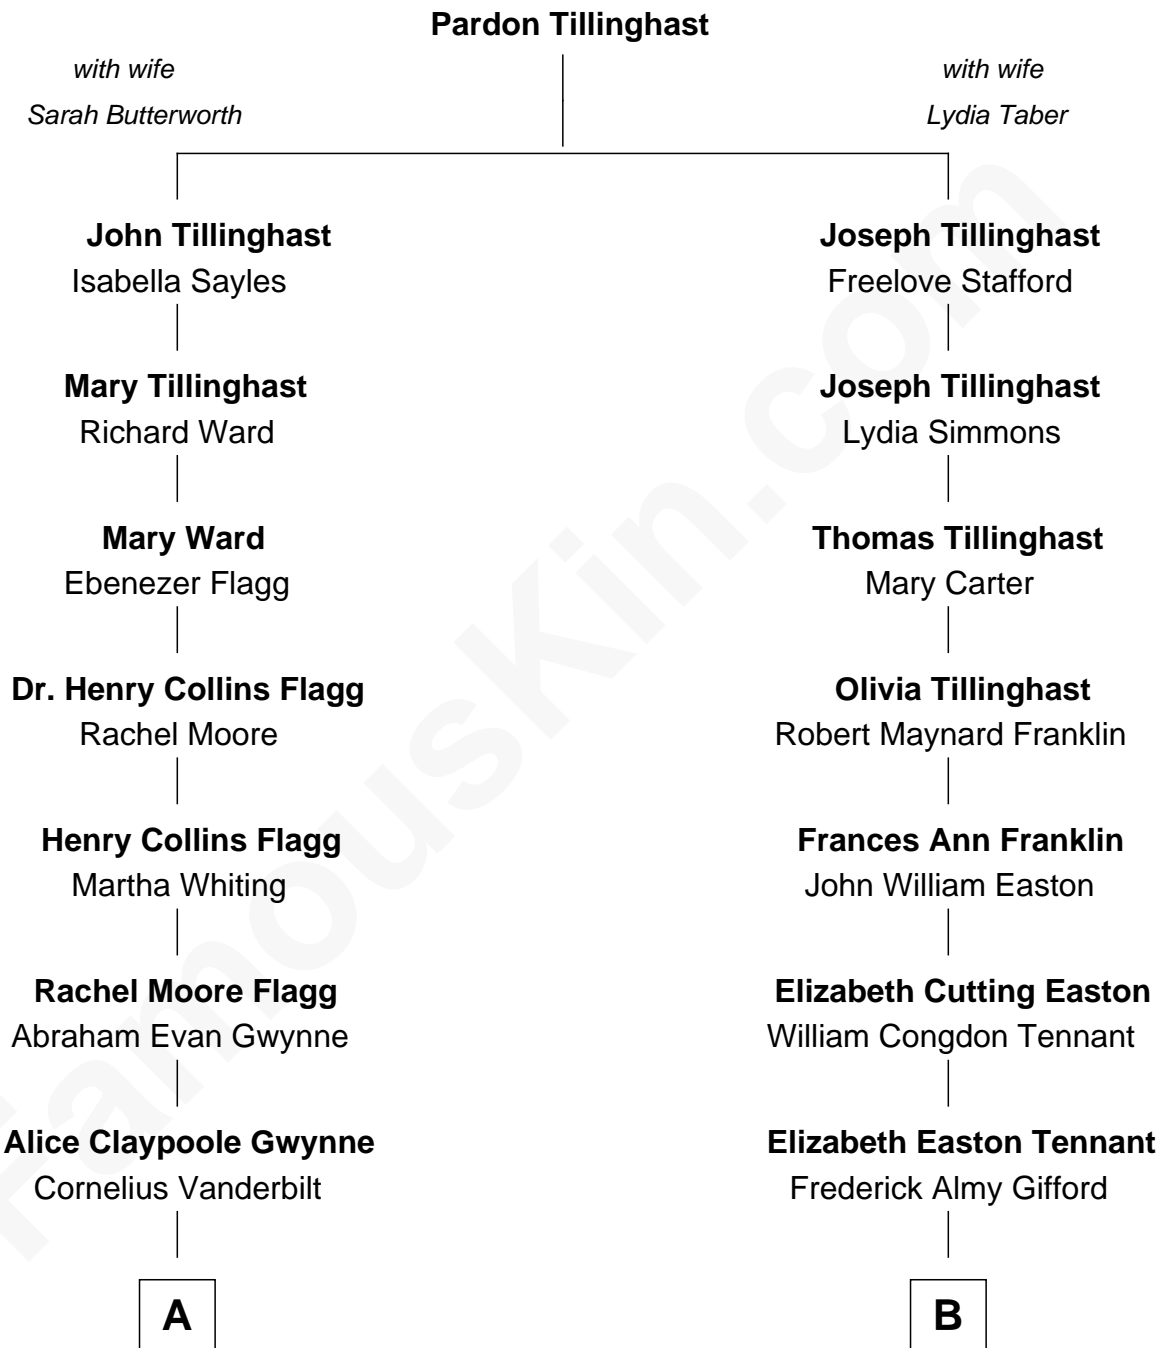 Pardon Tillinghast
with wife
Sarah Butterworth
with wife
Lydia Taber
John Tillinghast
Isabella Sayles
Joseph Tillinghast
Freelove Stafford
Mary Tillinghast
Richard Ward
Joseph Tillinghast
Lydia Simmons
Mary Ward
Ebenezer Flagg
Thomas Tillinghast
Mary Carter
Dr. Henry Collins Flagg
Rachel Moore
Olivia Tillinghast
Robert Maynard Franklin
Henry Collins Flagg
Martha Whiting
Frances Ann Franklin
John William Easton
Rachel Moore Flagg
Abraham Evan Gwynne
Elizabeth Cutting Easton
William Congdon Tennant
Alice Claypoole Gwynne
Cornelius Vanderbilt
Elizabeth Easton Tennant
Frederick Almy Gifford
A
B
FamousKin.com